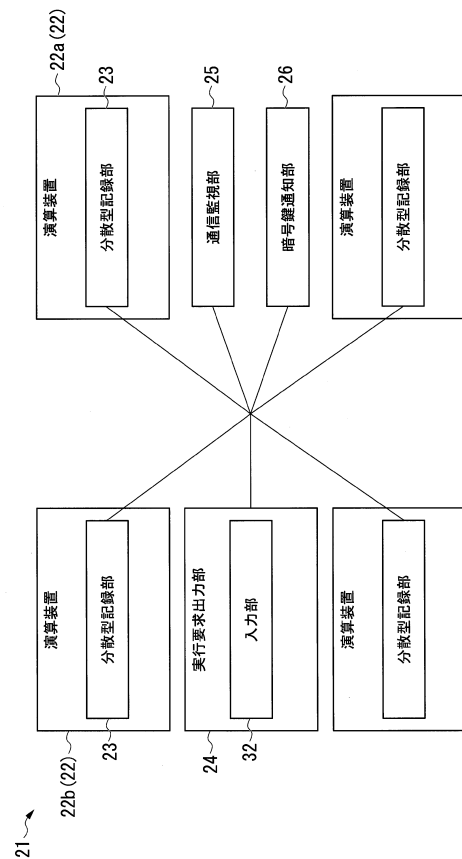 21
22b(22)
演算装置
分散型記録部
23
24
実行要求出力部
入力部
32
演算装置
分散型記録部
22a(22)
演算装置
分散型記録部
23
通信監視部
25
暗号鍵通知部
26
演算装置
分散型記録部